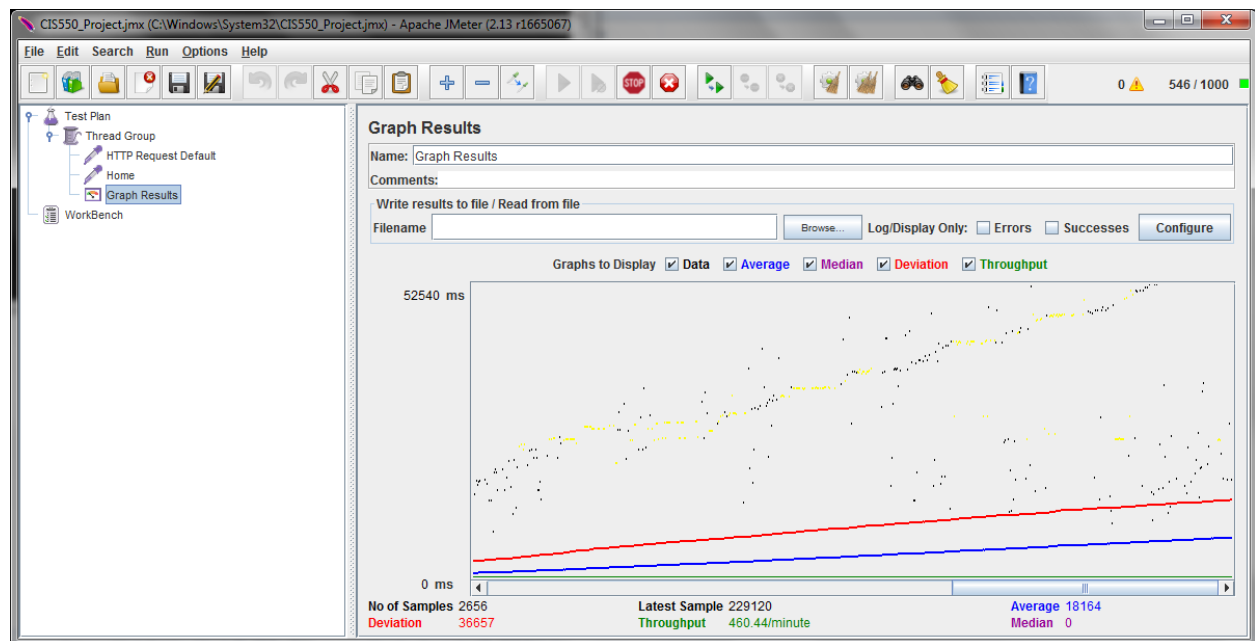 CIS550_Project.jmx (C:\Windows\System32\CIS550_Project.jmx) - Apache JMeter (2.13 r1665067)
File Edit Search Run Options Help
STOP
0 546 / 1000
Test Plan
Thread Group
HTTP Request Default
Home
Graph Results
WorkBench
Graph Results
Name: Graph Results
Comments:
Write results to file / Read from file
Filename Browse... Log/Display Only: Errors Successes Configure
Graphs to Display Data Average Median Deviation Throughput
52540 ms
0 ms
No of Samples 2656 Latest Sample 229120 Average 18164
Deviation 36657 Throughput 460.44/minute Median 0